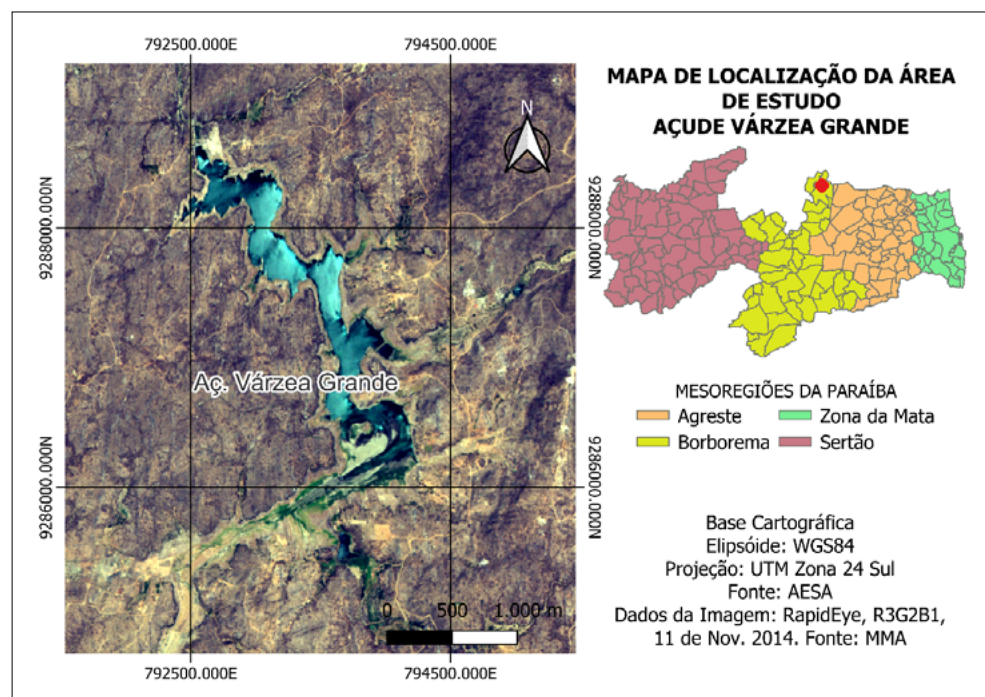 792500.000E
794500.000E
9288000.000N
9286000.000N
N
Aç. Várzea Grande
0 500 1.000 m
792500.000E
794500.000E
9288000.000N
9286000.000N
MAPA DE LOCALIZAÇÃO DA ÁREA
DE ESTUDO
AÇUDE VÁRZEA GRANDE
MESOREGIÕES DA PARAÍBA
Agreste
Zona da Mata
Borborema
Sertão
Base Cartográfica
Elipsóide: WGS84
Projeção: UTM Zona 24 Sul
Fonte: AESA
Dados da Imagem: RapidEye, R3G2B1,
11 de Nov. 2014. Fonte: MMA